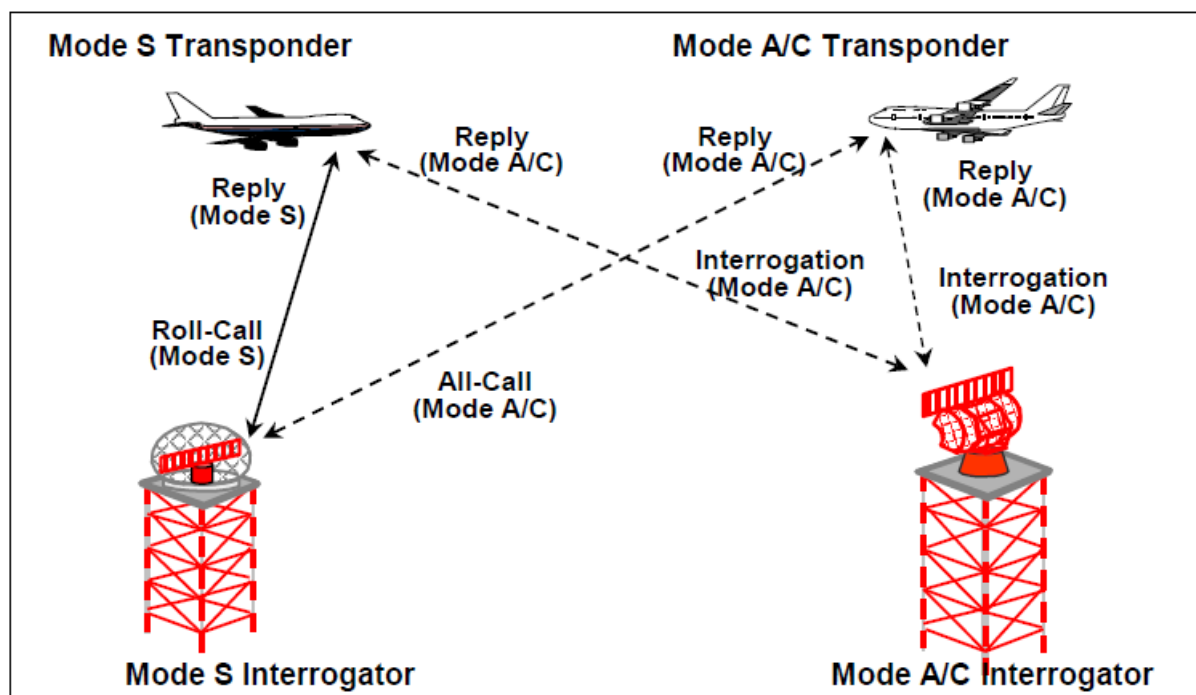 Mode S Transponder
Mode A/C Transponder
Reply
(Mode A/C)
Reply
(Mode A/C)
Reply
(Mode S)
Reply
(Mode A/C)
Interrogation
(Mode A/C)
Interrogation
(Mode A/C)
Roll-Call
(Mode S)
All-Call
(Mode A/C)
Mode S Interrogator
Mode A/C Interrogator